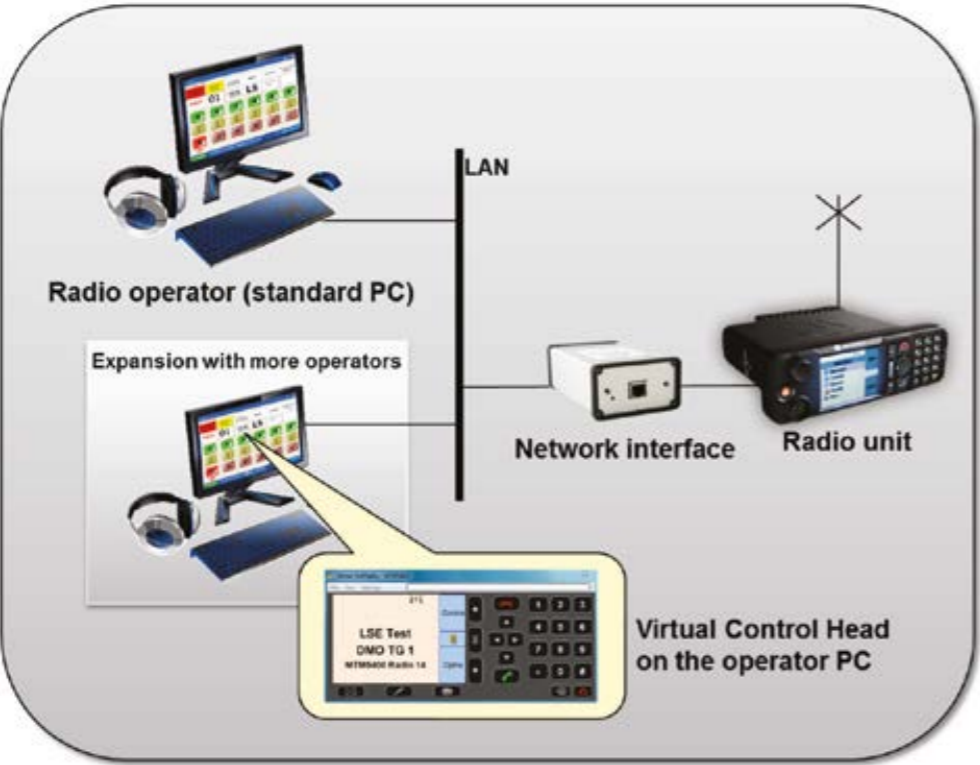 LAN
Radio operator (standard PC)
Expansion with more operators
Network interface
Radio unit
LSE Test
DMO TG 1
MTM5400 Radio 14
Virtual Control Head
on the operator PC